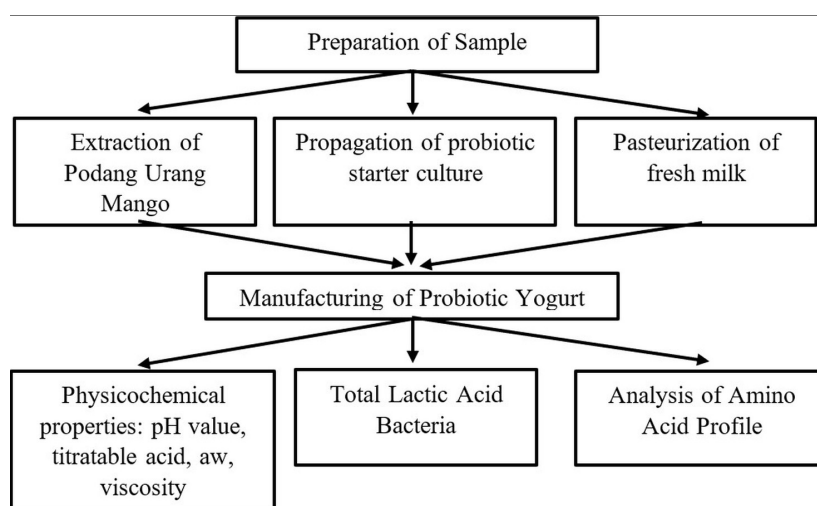 Preparation of Sample
Extraction of
Podang Urang
Mango
Propagation of probiotic
starter culture
Pasteurization of
fresh milk
Manufacturing of Probiotic Yogurt
Physicochemical
properties: pH value,
titratable acid, aw,
viscosity
Total Lactic Acid
Bacteria
Analysis of Amino
Acid Profile